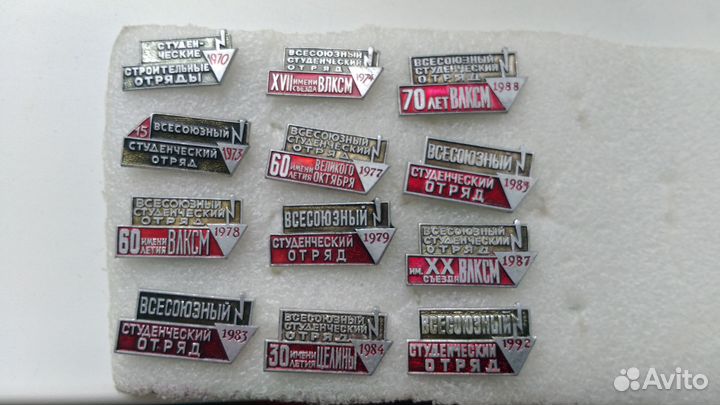 СТУДЕН-
ЧЕСКИЕ
СТРОИТЕЛЬНЫЕ
ОТРЯДЫ
1970
ВСЕСОЮЗНЫЙ
СТУДЕНЧЕСКИЙ
ОТРЯД
XVII ИМЕНИ
СЪЕЗДА ВЛКСМ
1974
ВСЕСОЮЗНЫЙ
СТУДЕНЧЕСКИЙ
ОТРЯД
70 ЛЕТ ВЛКСМ
1988
15 ВСЕСОЮЗНЫЙ
СТУДЕНЧЕСКИЙ
ОТРЯД
1973
ВСЕСОЮЗНЫЙ
СТУДЕНЧЕСКИЙ
ОТРЯД
60 ИМЕНИ ВЕЛИКОГО
ЛЕТИЯ ОКТЯБРЯ
1977
ВСЕСОЮЗНЫЙ
СТУДЕНЧЕСКИЙ
ОТРЯД
ВСЕСОЮЗНЫЙ
СТУДЕНЧЕСКИЙ
ОТРЯД
60 ИМЕНИ
ЛЕТИЯ ВЛКСМ
1978
ВСЕСОЮЗНЫЙ
СТУДЕНЧЕСКИЙ
ОТРЯД
1979
ВСЕСОЮЗНЫЙ
СТУДЕНЧЕСКИЙ
ОТРЯД
ИМ. XX
СЪЕЗДА ВЛКСМ
1987
ВСЕСОЮЗНЫЙ
СТУДЕНЧЕСКИЙ
ОТРЯД
1983
ВСЕСОЮЗНЫЙ
СТУДЕНЧЕСКИЙ
ОТРЯД
30 ИМЕНИ
ЛЕТИЯ ЦЕЛИНЫ
1984
ВСЕСОЮЗНЫЙ
СТУДЕНЧЕСКИЙ
ОТРЯД
1992
Avito